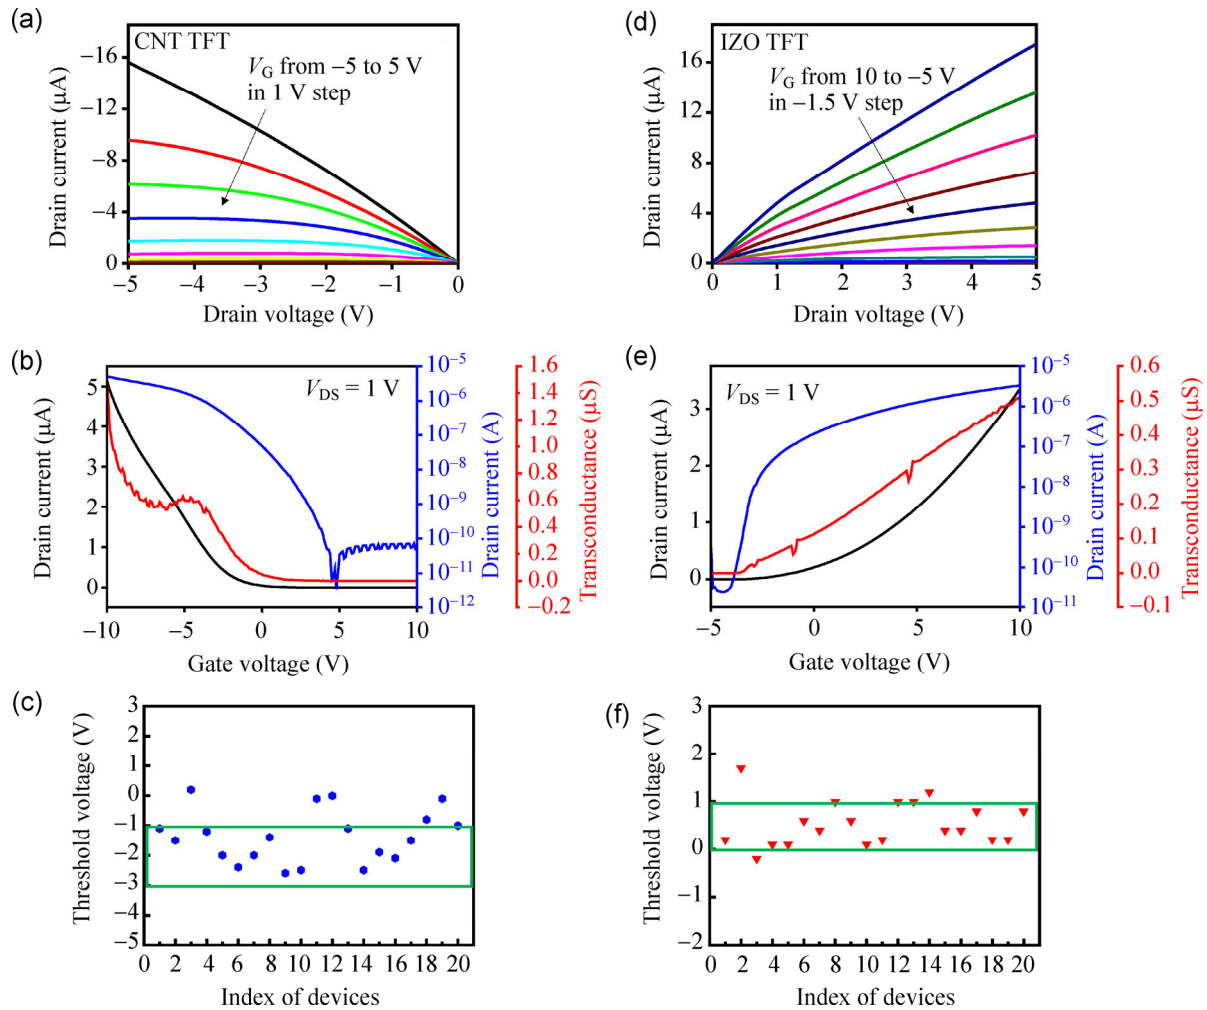 (a)
CNT TFT
V_G from −5 to 5 V
in 1 V step
Drain current (μA)
−16
−12
−8
−4
0
−5 −4 −3 −2 −1 0
Drain voltage (V)
(d)
IZO TFT
V_G from 10 to −5 V
in −1.5 V step
Drain current (μA)
16
12
8
4
0
0 1 2 3 4 5
Drain voltage (V)
(b)
V_DS = 1 V
Drain current (μA)
5
4
3
2
1
0
−10 −5 0 5 10
Gate voltage (V)
Drain current (A)
10⁻⁵
10⁻⁶
10⁻⁷
10⁻⁸
10⁻⁹
10⁻¹⁰
10⁻¹¹
10⁻¹²
Transconductance (μS)
1.6
1.4
1.2
1.0
0.8
0.6
0.4
0.2
0.0
−0.2
(e)
V_DS = 1 V
Drain current (μA)
3
2
1
0
−5 0 5 10
Gate voltage (V)
Drain current (A)
10⁻⁵
10⁻⁶
10⁻⁷
10⁻⁸
10⁻⁹
10⁻¹⁰
10⁻¹¹
Transconductance (μS)
0.6
0.5
0.4
0.3
0.2
0.1
0.0
−0.1
(c)
Threshold voltage (V)
3
2
1
0
−1
−2
−3
−4
−5
0 2 4 6 8 10 12 14 16 18 20
Index of devices
(f)
Threshold voltage (V)
3
2
1
0
−1
−2
0 2 4 6 8 10 12 14 16 18 20
Index of devices